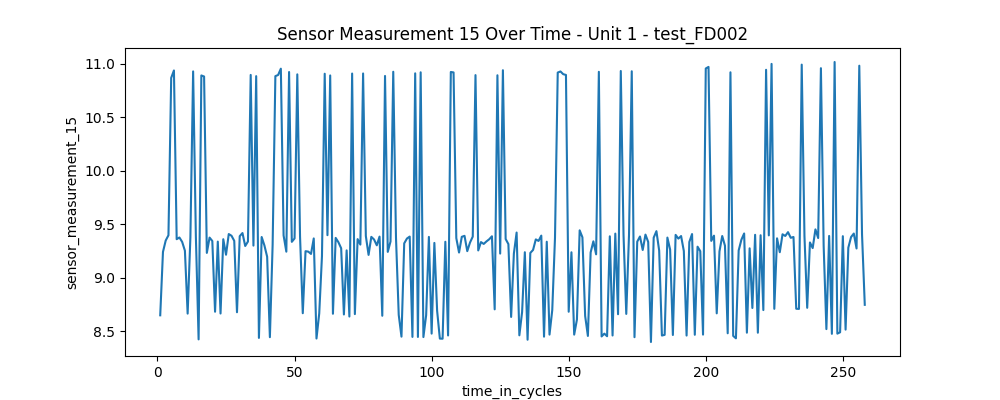 Sensor Measurement 15 Over Time - Unit 1 - test_FD002
sensor_measurement_15
11.0
10.5
10.0
9.5
9.0
8.5
0 50 100 150 200 250
time_in_cycles